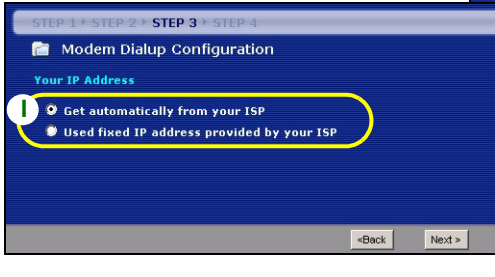 STEP 1 › STEP 2 › STEP 3 › STEP 4
Modem Dialup Configuration
Your IP Address
I
Get automatically from your ISP
Used fixed IP address provided by your ISP
<Back Next >